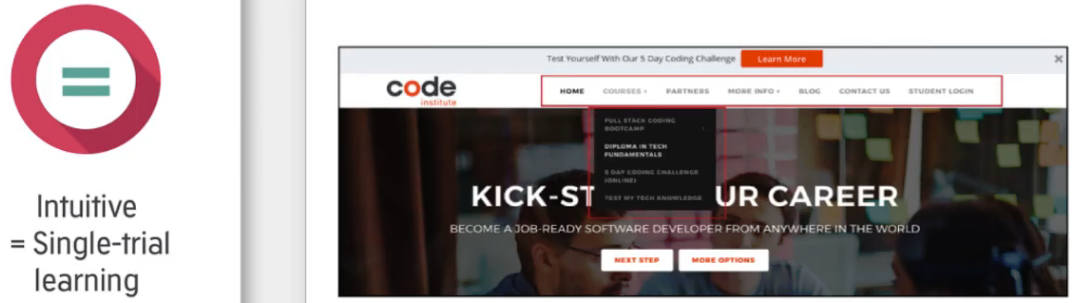 Intuitive
= Single-trial
learning
Test Yourself With Our 5 Day Coding Challenge Learn More ×
code
institute
HOME COURSES + PARTNERS MORE INFO + BLOG CONTACT US STUDENT LOGIN
FULL STACK CODING
BOOTCAMP
DIPLOMA IN TECH
FUNDAMENTALS
5 DAY CODING CHALLENGE
(ONLINE)
TEST MY TECH KNOWLEDGE
KICK-ST UR CAREER
BECOME A JOB-READY SOFTWARE DEVELOPER FROM ANYWHERE IN THE WORLD
NEXT STEP MORE OPTIONS